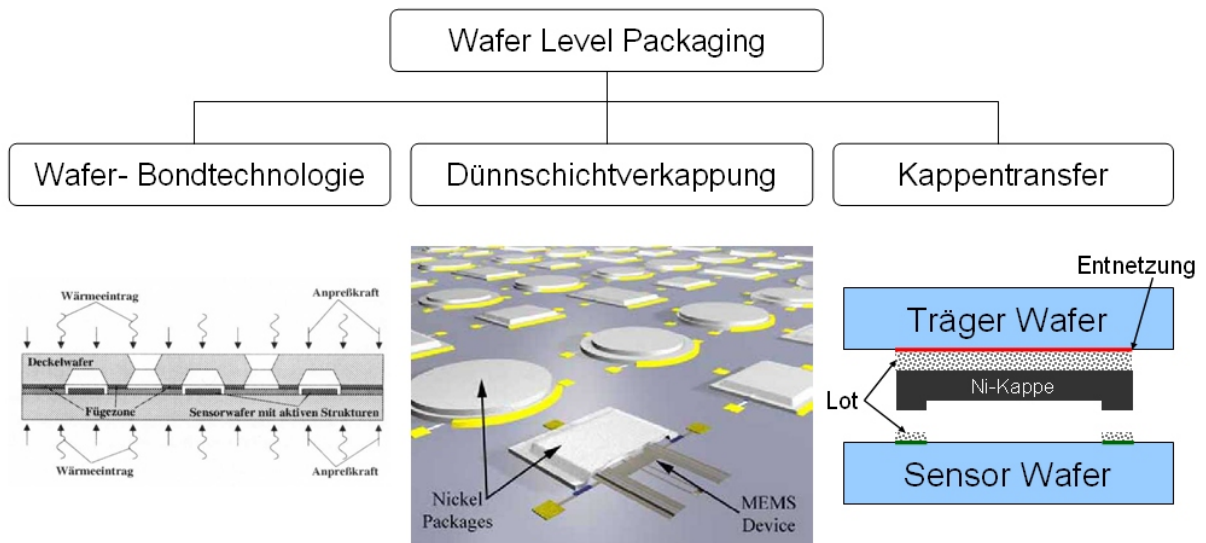 Wafer Level Packaging
Wafer- Bondtechnologie
Dünnschichtverkappung
Kappentransfer
Wärmeeintrag
Anpreßkraft
Deckelwafer
Fügezone
Sensorwafer mit aktiven Strukturen
Wärmeeintrag
Anpreßkraft
Nickel
Packages
MEMS
Device
Entnetzung
Träger Wafer
Ni-Kappe
Lot
Sensor Wafer